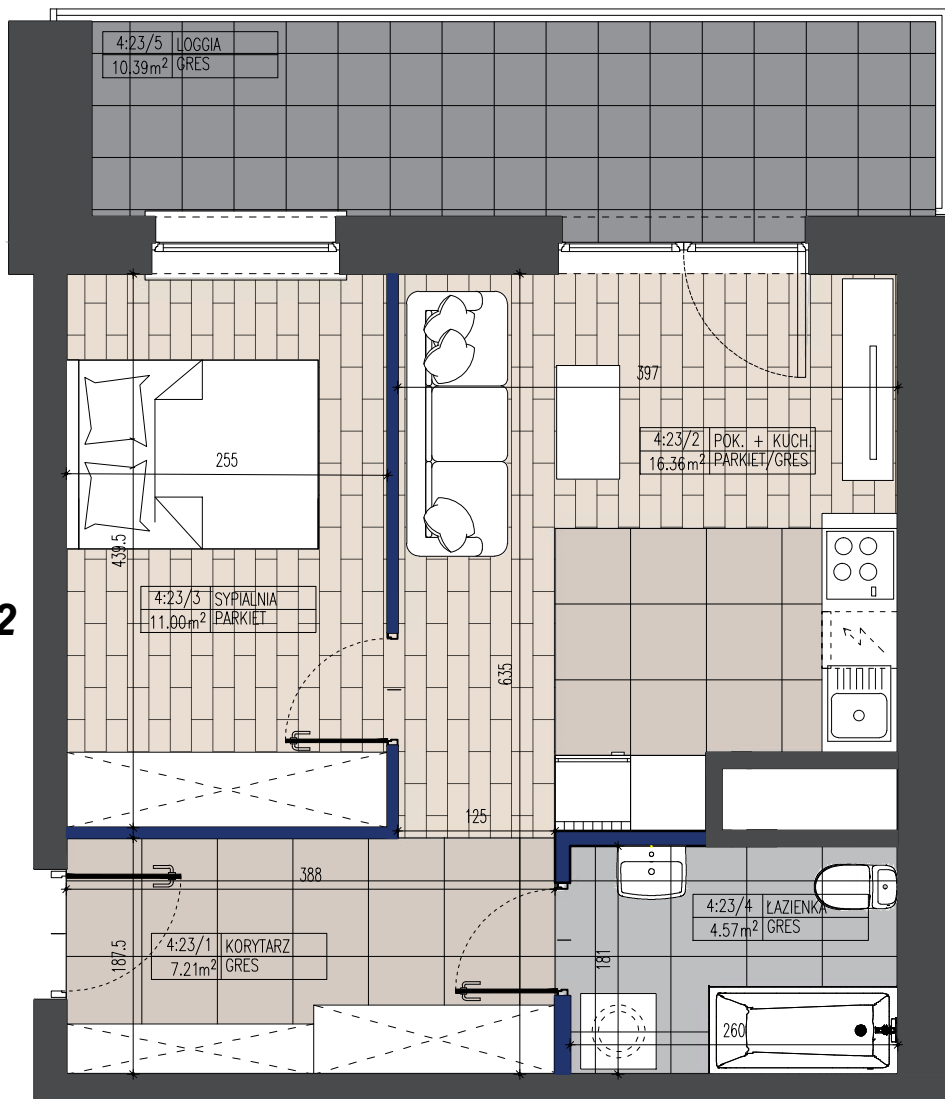 4:23/5 LOGGIA
10.39m² GRES
397
4:23/2 POK. + KUCH.
16.36m² PARKIET/GRES
255
439.5
4:23/3 SYPIALNIA
11.00m² PARKIET
2
635
125
388
4:23/4 ŁAZIENKA
4.57m² GRES
4:23/1 KORYTARZ
7.21m² GRES
187.5
181
260